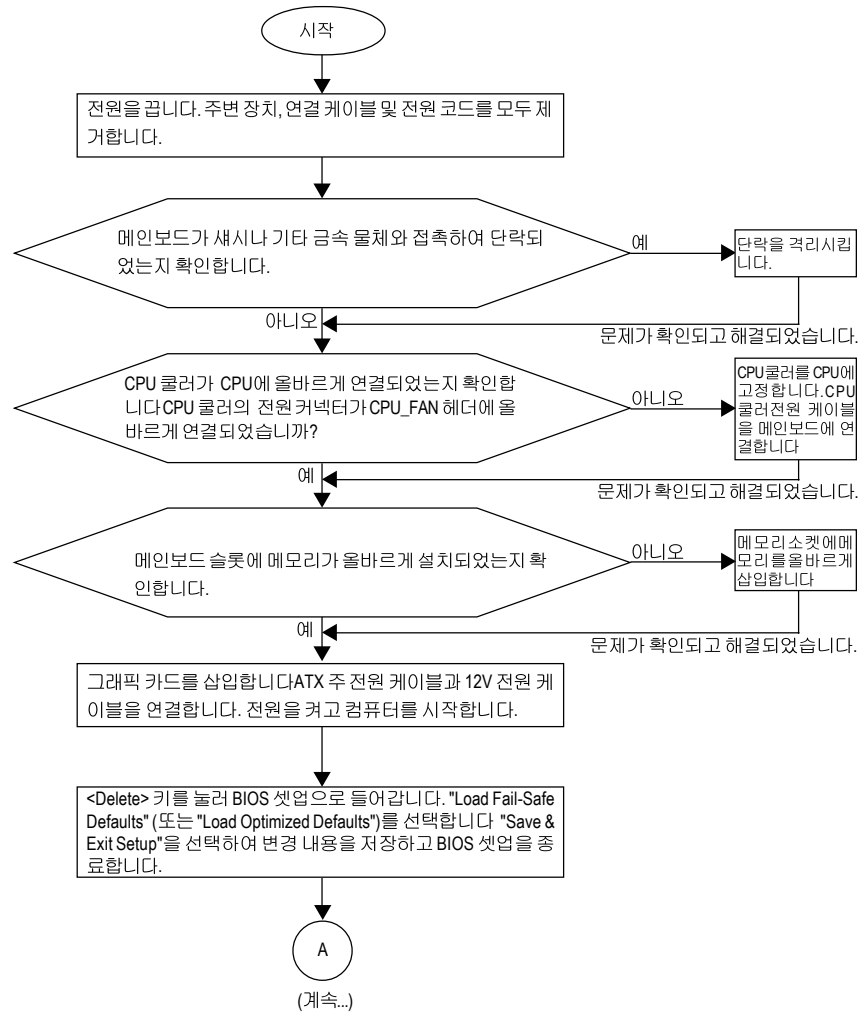 시작
전원을 끕니다. 주변 장치, 연결 케이블 및 전원 코드를 모두 제
거합니다.
메인보드가 섀시나 기타 금속 물체와 접촉하여 단락되
었는지 확인합니다.
예
단락을 격리시킵
니다.
아니오
문제가 확인되고 해결되었습니다.
CPU 쿨러가 CPU에 올바르게 연결되었는지 확인합
니다CPU 쿨러의 전원 커넥터가 CPU_FAN 헤더에 올
바르게 연결되었습니까?
아니오
CPU쿨러를 CPU에
고정합니다.CPU
쿨러전원 케이블
을 메인보드에 연
결합니다
예
문제가 확인되고 해결되었습니다.
메인보드 슬롯에 메모리가 올바르게 설치되었는지 확
인합니다.
아니오
메모리소켓에메
모리를올바르게
삽입합니다
예
문제가 확인되고 해결되었습니다.
그래픽 카드를 삽입합니다ATX 주 전원 케이블과 12V 전원 케
이블을 연결합니다. 전원을 켜고 컴퓨터를 시작합니다.
<Delete> 키를 눌러 BIOS 셋업으로 들어갑니다. "Load Fail-Safe
Defaults" (또는 "Load Optimized Defaults")를 선택합니다 "Save &
Exit Setup"을 선택하여 변경 내용을 저장하고 BIOS 셋업을 종
료합니다.
A
(계속...)